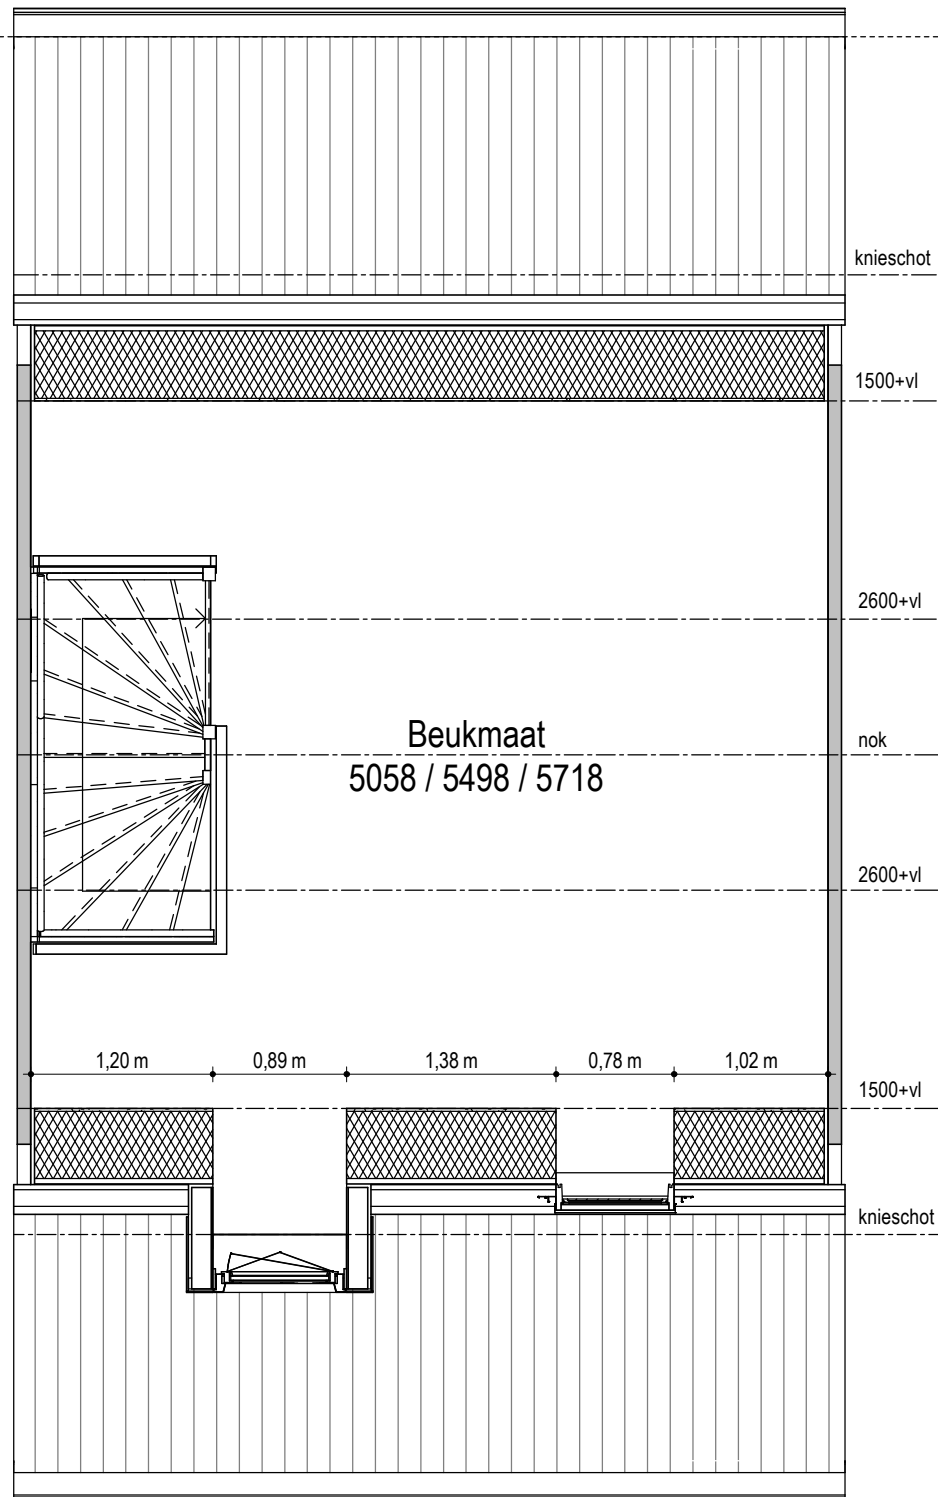 knieschot
1500+vl
2600+vl
Beukmaat
nok
5058 / 5498 / 5718
2600+vl
1,20 m 0,89 m 1,38 m 0,78 m 1,02 m
1500+vl
knieschot